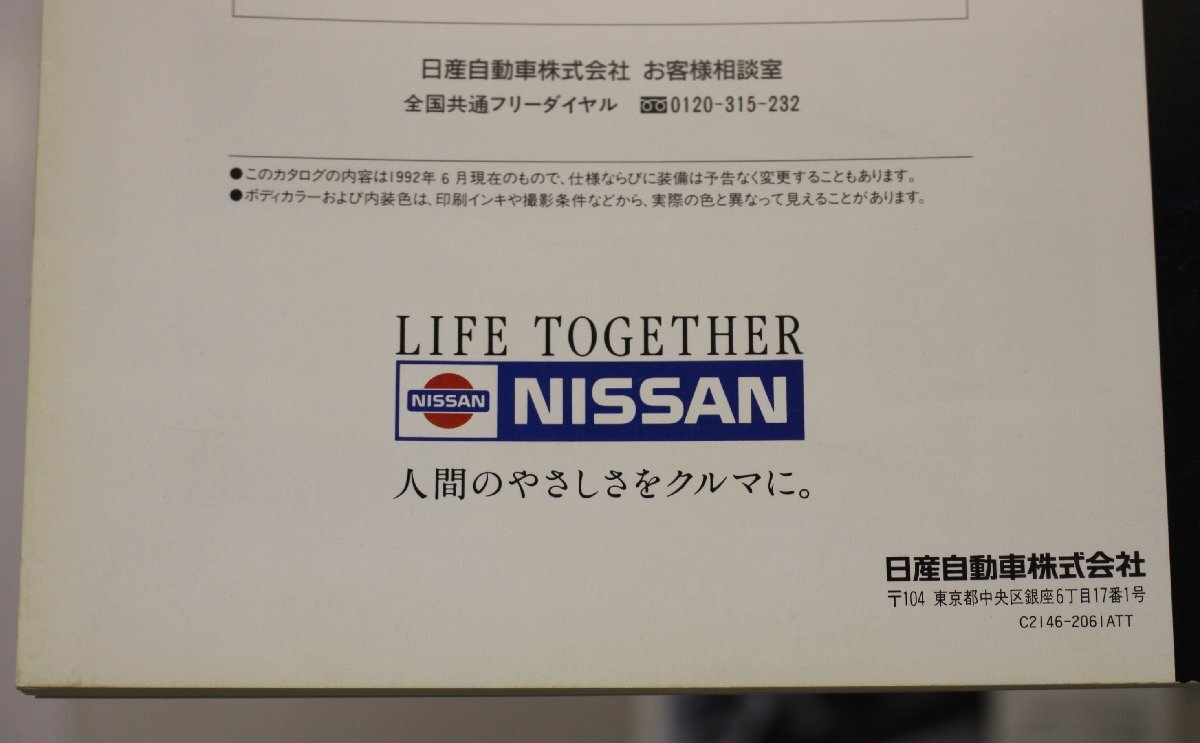 日産自動車株式会社 お客様相談室
全国共通フリーダイヤル 0120-315-232
●このカタログの内容は1992年6月現在のもので、仕様ならびに装備は予告なく変更することもあります。
●ボディカラーおよび内装色は、印刷インキや撮影条件などから、実際の色と異なって見えることがあります。
LIFE TOGETHER
NISSAN NISSAN
人間のやさしさをクルマに。
日産自動車株式会社
〒104 東京都中央区銀座6丁目17番1号
C2146-2061ATT